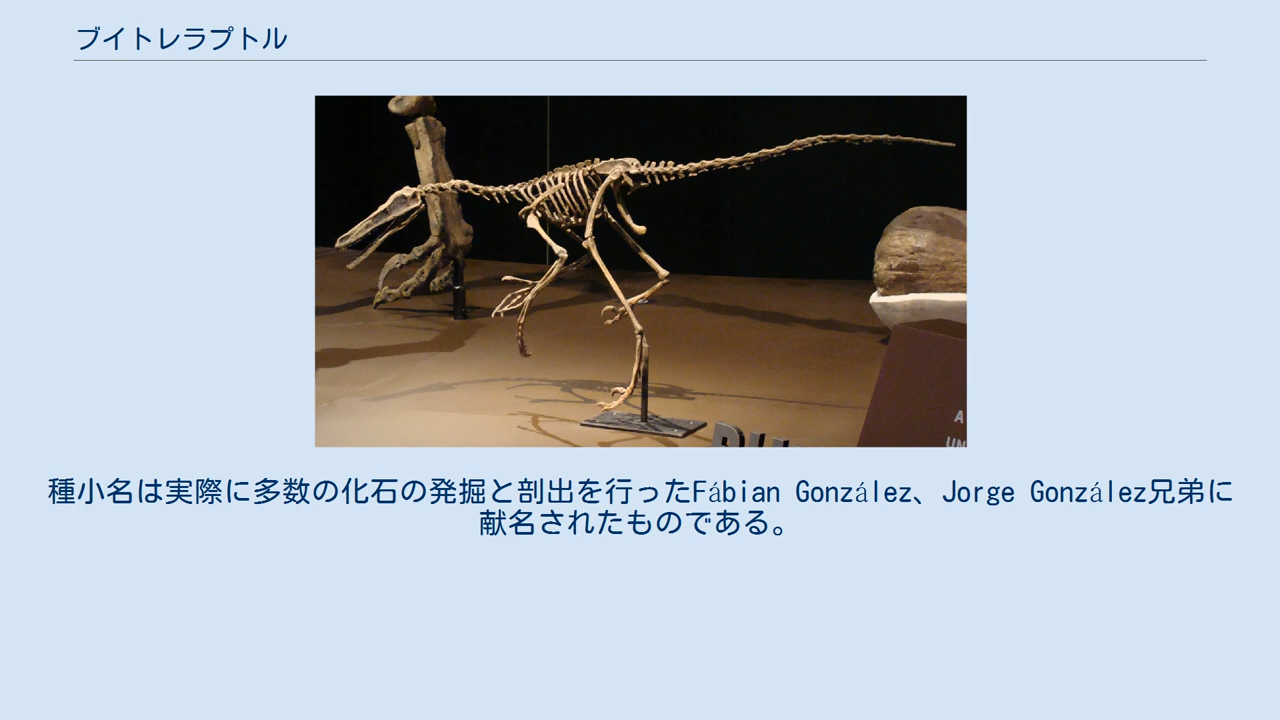 ブイトレラプトル
A
UN
種小名は実際に多数の化石の発掘と剖出を行ったFábian González、Jorge González兄弟に
献名されたものである。